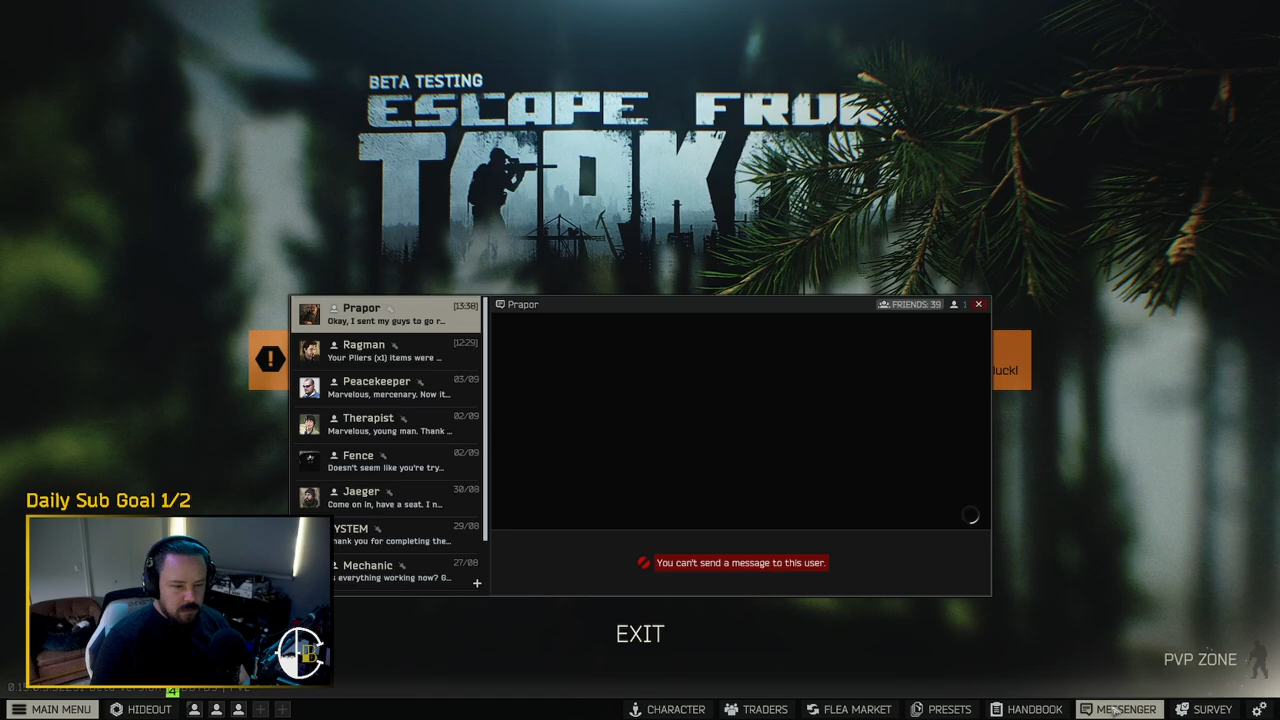 BETA TESTING
ESCAPE FROM
TARKOV
Prapor
[13:38]
Okay, I sent my guys to go r...
Ragman
[12:29]
Your Pliers (x1) items were ...
Peacekeeper
03/09
Marvelous, mercenary. Now it...
Therapist
02/09
Marvelous, young man. Thank ...
Fence
02/09
Doesn't seem like you're try...
Jaeger
30/08
Come on in, have a seat. I n...
YSTEM
29/08
hank you for completing the...
Mechanic
27/08
s everything working now? G...
Prapor
FRIENDS: 39
1
luck!
You can't send a message to this user.
Daily Sub Goal 1/2
EXIT
PVP ZONE
4
MAIN MENU
HIDEOUT
CHARACTER
TRADERS
FLEA MARKET
PRESETS
HANDBOOK
MESSENGER
SURVEY